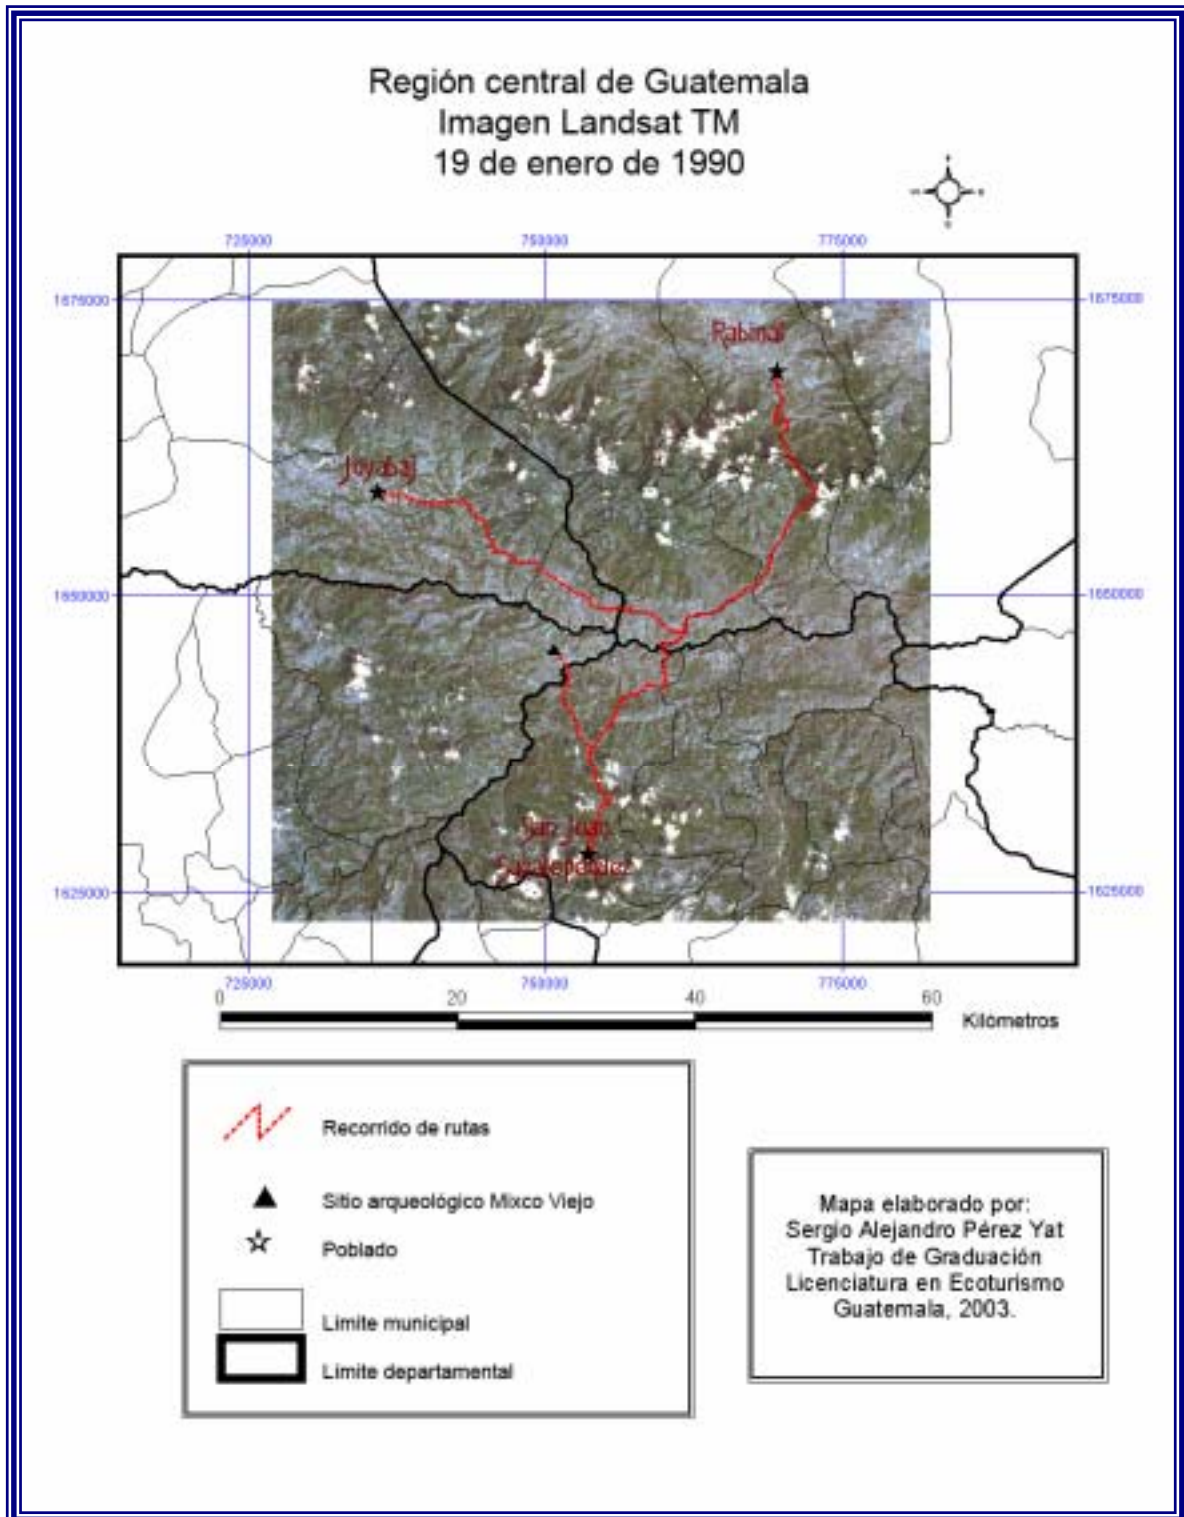 Región central de Guatemala
Imagen Landsat TM
19 de enero de 1990
725000 750000 775000
1675000 1675000
Rabinal
Joyabaj
1650000 1650000
San Juan
Sacatepéquez
1625000 1625000
725000 750000 775000
0 20 40 60
Kilómetros
Recorrido de rutas
Sitio arqueológico Mixco Viejo
Poblado
Límite municipal
Límite departamental
Mapa elaborado por:
Sergio Alejandro Pérez Yat
Trabajo de Graduación
Licenciatura en Ecoturismo
Guatemala, 2003.